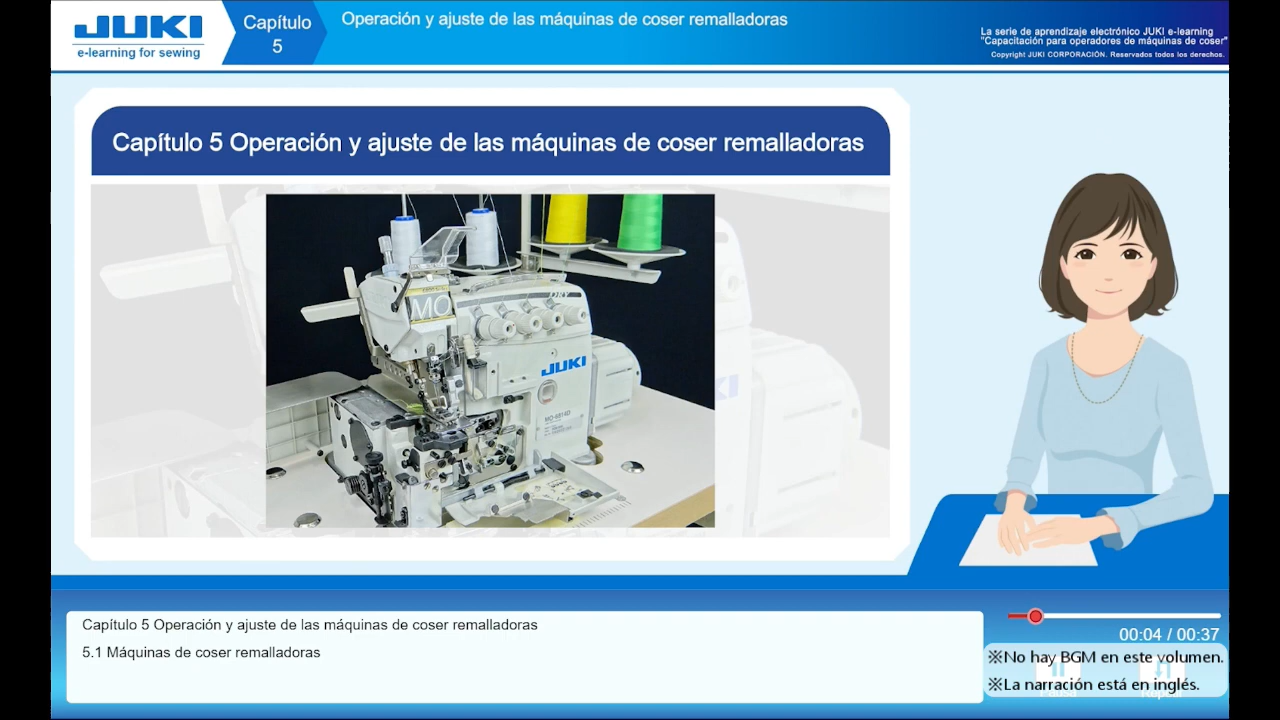 JUKI
e-learning for sewing
Capítulo
5
Operación y ajuste de las máquinas de coser remalladoras
La serie de aprendizaje electrónico JUKI e-learning
"Capacitación para operadores de máquinas de coser"
Copyright JUKI CORPORACIÓN. Reservados todos los derechos.
Capítulo 5 Operación y ajuste de las máquinas de coser remalladoras
MO
JUKI
MO-6814D
Capítulo 5 Operación y ajuste de las máquinas de coser remalladoras
5.1 Máquinas de coser remalladoras
00:04 / 00:37
※No hay BGM en este volumen.
※La narración está en inglés.